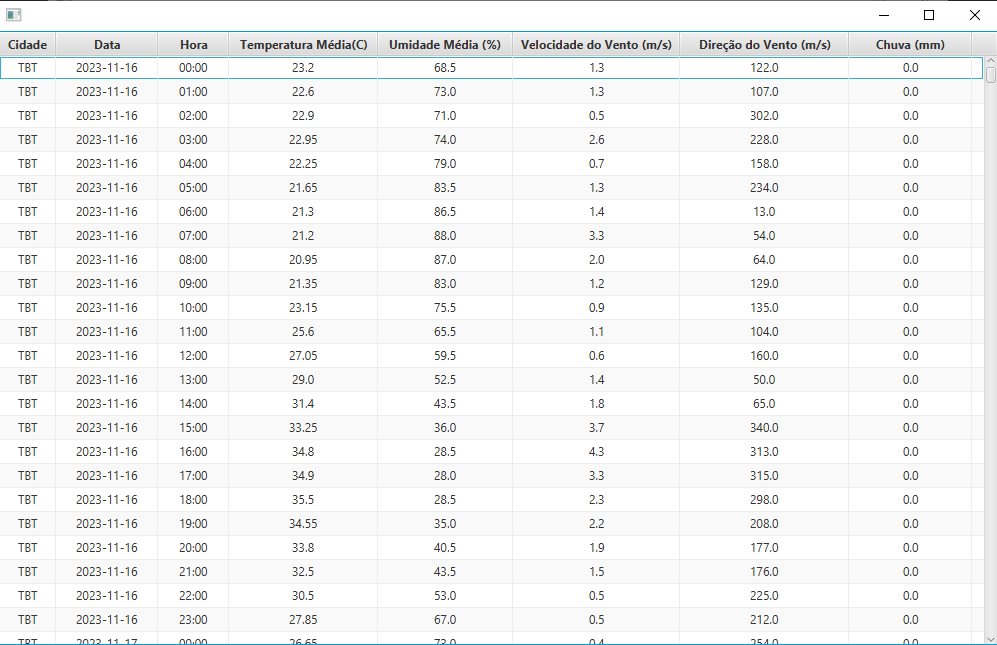 Cidade Data Hora Temperatura Média(C) Umidade Média (%) Velocidade do Vento (m/s) Direção do Vento (m/s) Chuva (mm)
TBT 2023-11-16 00:00 23.2 68.5 1.3 122.0 0.0
TBT 2023-11-16 01:00 22.6 73.0 1.3 107.0 0.0
TBT 2023-11-16 02:00 22.9 71.0 0.5 302.0 0.0
TBT 2023-11-16 03:00 22.95 74.0 2.6 228.0 0.0
TBT 2023-11-16 04:00 22.25 79.0 0.7 158.0 0.0
TBT 2023-11-16 05:00 21.65 83.5 1.3 234.0 0.0
TBT 2023-11-16 06:00 21.3 86.5 1.4 13.0 0.0
TBT 2023-11-16 07:00 21.2 88.0 3.3 54.0 0.0
TBT 2023-11-16 08:00 20.95 87.0 2.0 64.0 0.0
TBT 2023-11-16 09:00 21.35 83.0 1.2 129.0 0.0
TBT 2023-11-16 10:00 23.15 75.5 0.9 135.0 0.0
TBT 2023-11-16 11:00 25.6 65.5 1.1 104.0 0.0
TBT 2023-11-16 12:00 27.05 59.5 0.6 160.0 0.0
TBT 2023-11-16 13:00 29.0 52.5 1.4 50.0 0.0
TBT 2023-11-16 14:00 31.4 43.5 1.8 65.0 0.0
TBT 2023-11-16 15:00 33.25 36.0 3.7 340.0 0.0
TBT 2023-11-16 16:00 34.8 28.5 4.3 313.0 0.0
TBT 2023-11-16 17:00 34.9 28.0 3.3 315.0 0.0
TBT 2023-11-16 18:00 35.5 28.5 2.3 298.0 0.0
TBT 2023-11-16 19:00 34.55 35.0 2.2 208.0 0.0
TBT 2023-11-16 20:00 33.8 40.5 1.9 177.0 0.0
TBT 2023-11-16 21:00 32.5 43.5 1.5 176.0 0.0
TBT 2023-11-16 22:00 30.5 53.0 0.5 225.0 0.0
TBT 2023-11-16 23:00 27.85 67.0 0.5 212.0 0.0
TBT 2023-11-17 00:00 26.65 73.0 0.4 254.0 0.0